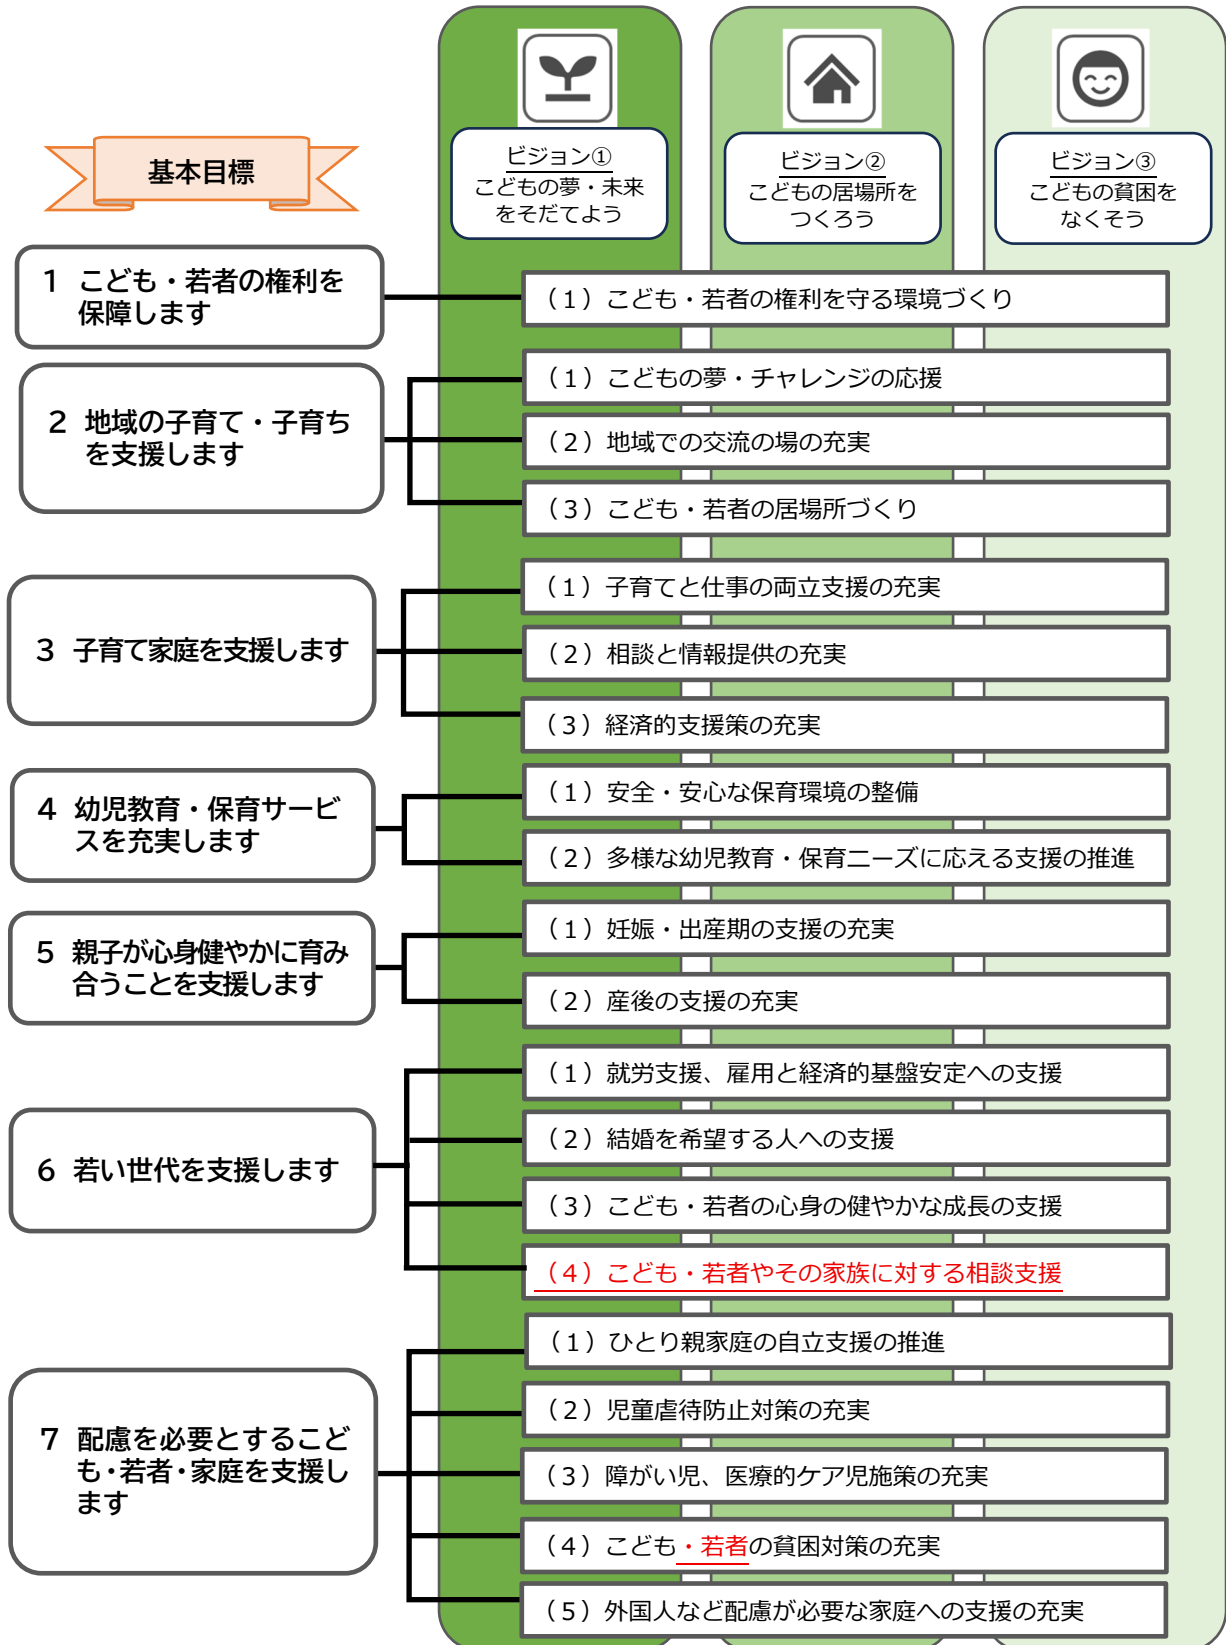 基本目標
ビジョン①
こどもの夢・未来
をそだてよう
ビジョン②
こどもの居場所を
つくろう
ビジョン③
こどもの貧困を
なくそう
1 こども・若者の権利を
保障します
（1）こども・若者の権利を守る環境づくり
2 地域の子育て・子育ち
を支援します
（1）こどもの夢・チャレンジの応援
（2）地域での交流の場の充実
（3）こども・若者の居場所づくり
3 子育て家庭を支援します
（1）子育てと仕事の両立支援の充実
（2）相談と情報提供の充実
（3）経済的支援策の充実
4 幼児教育・保育サービ
スを充実します
（1）安全・安心な保育環境の整備
（2）多様な幼児教育・保育ニーズに応える支援の推進
5 親子が心身健やかに育み
合うことを支援します
（1）妊娠・出産期の支援の充実
（2）産後の支援の充実
6 若い世代を支援します
（1）就労支援、雇用と経済的基盤安定への支援
（2）結婚を希望する人への支援
（3）こども・若者の心身の健やかな成長の支援
（4）こども・若者やその家族に対する相談支援
7 配慮を必要とするこど
も・若者・家庭を支援し
ます
（1）ひとり親家庭の自立支援の推進
（2）児童虐待防止対策の充実
（3）障がい児、医療的ケア児施策の充実
（4）こども・若者の貧困対策の充実
（5）外国人など配慮が必要な家庭への支援の充実